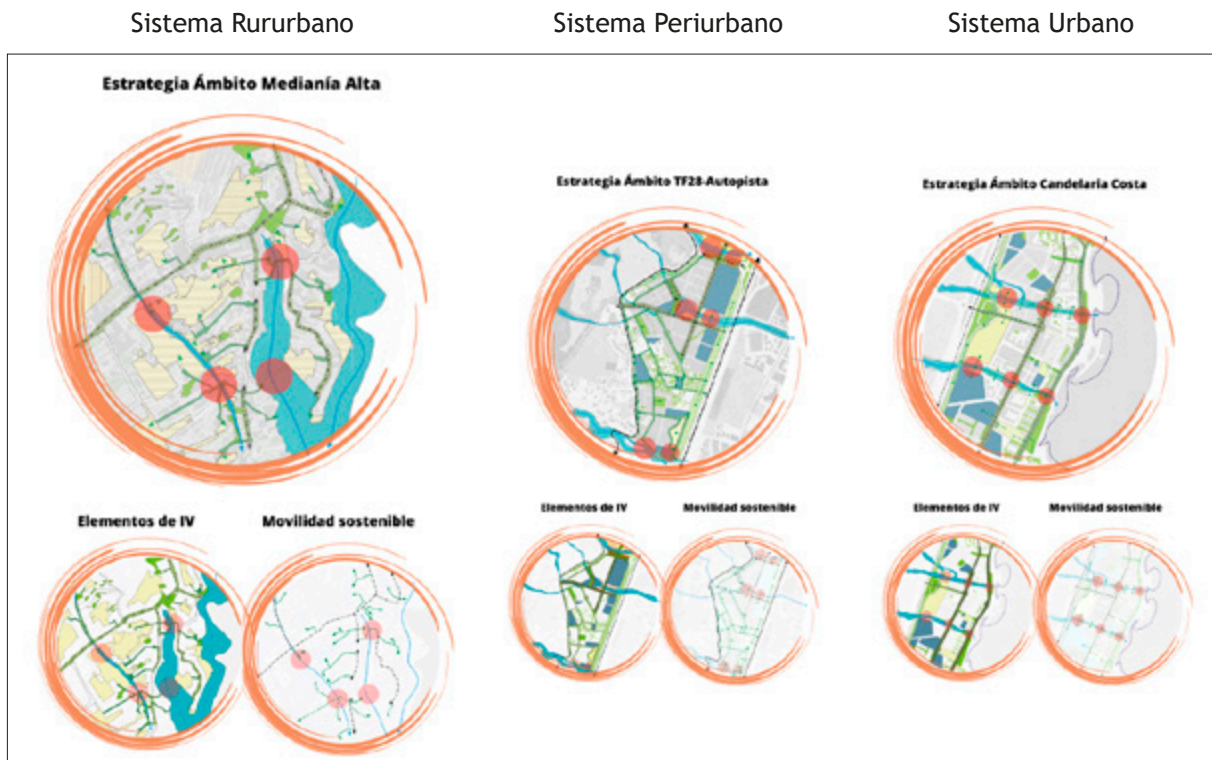 Sistema Rururbano
Sistema Periurbano
Sistema Urbano
Estrategia Ámbito Medianía Alta
Estrategia Ámbito TF28-Autopista
Estrategia Ámbito Candelaria Costa
Elementos de IV
Movilidad sostenible
Elementos de IV
Movilidad sostenible
Elementos de IV
Movilidad sostenible